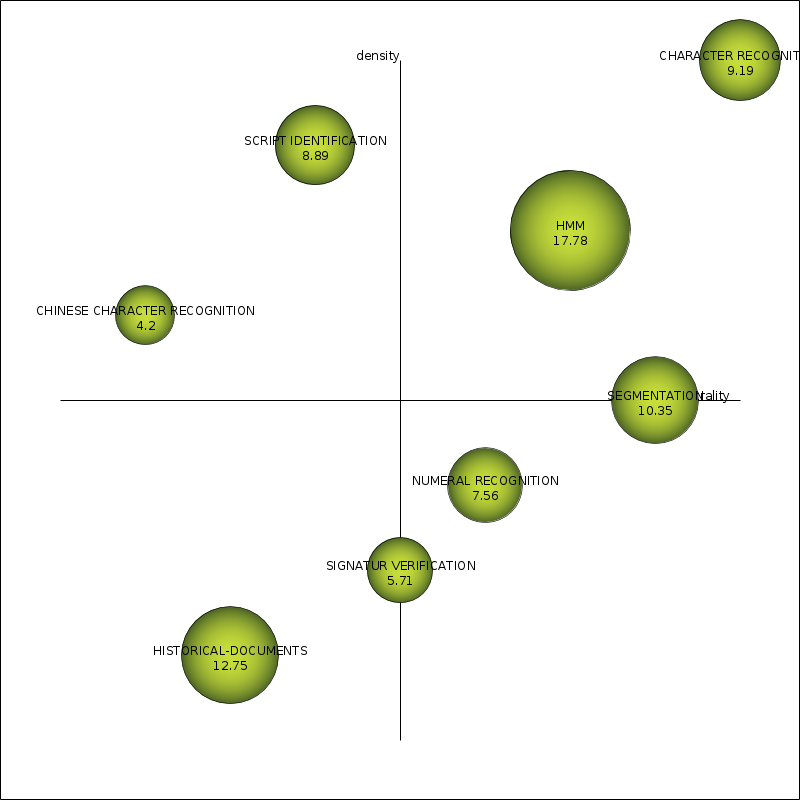 density
CHARACTER RECOGNIT
9.19
SCRIPT IDENTIFICATION
8.89
HMM
17.78
CHINESE CHARACTER RECOGNITION
4.2
SEGMENTATION
10.35
rality
NUMERAL RECOGNITION
7.56
SIGNATUR VERIFICATION
5.71
HISTORICAL-DOCUMENTS
12.75